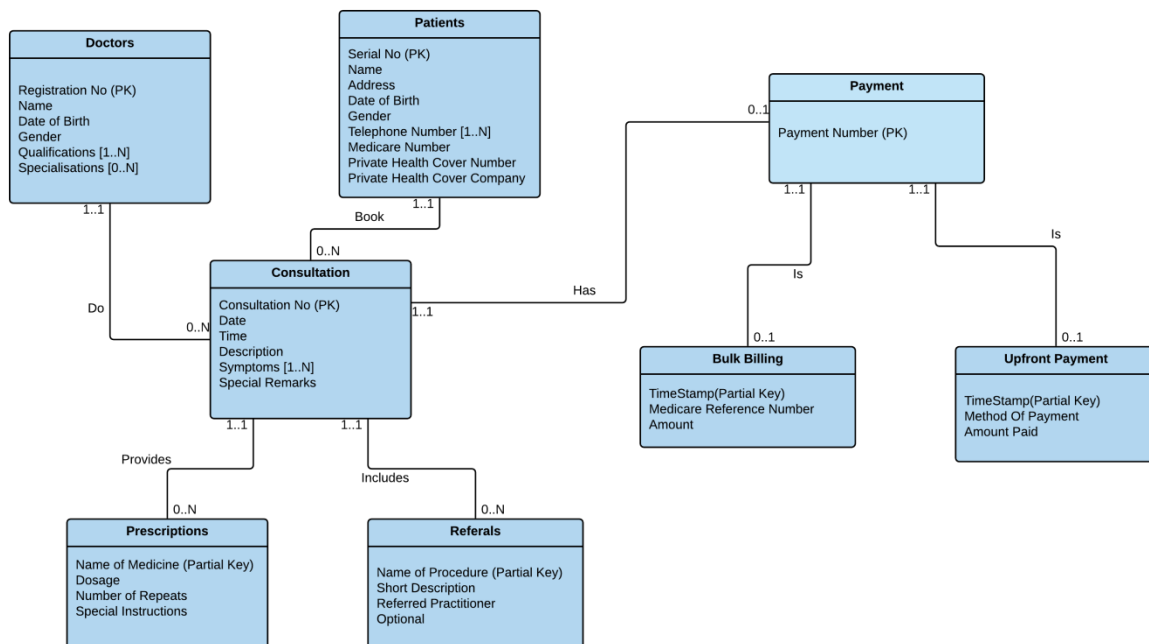 Doctors
Registration No (PK)
Name
Date of Birth
Gender
Qualifications [1..N]
Specialisations [0..N]
1..1
Patients
Serial No (PK)
Name
Address
Date of Birth
Gender
Telephone Number [1..N]
Medicare Number
Private Health Cover Number
Private Health Cover Company
1..1
Book
0..N
Do
0..N
Consultation
Consultation No (PK)
Date
Time
Description
Symptoms [1..N]
Special Remarks
1..1
Has
0..1
Payment
Payment Number (PK)
1..1
1..1
Is
Is
0..1
0..1
Bulk Billing
TimeStamp(Partial Key)
Medicare Reference Number
Amount
Upfront Payment
TimeStamp(Partial Key)
Method Of Payment
Amount Paid
1..1
1..1
Provides
Includes
0..N
0..N
Prescriptions
Name of Medicine (Partial Key)
Dosage
Number of Repeats
Special Instructions
Referals
Name of Procedure (Partial Key)
Short Description
Referred Practitioner
Optional